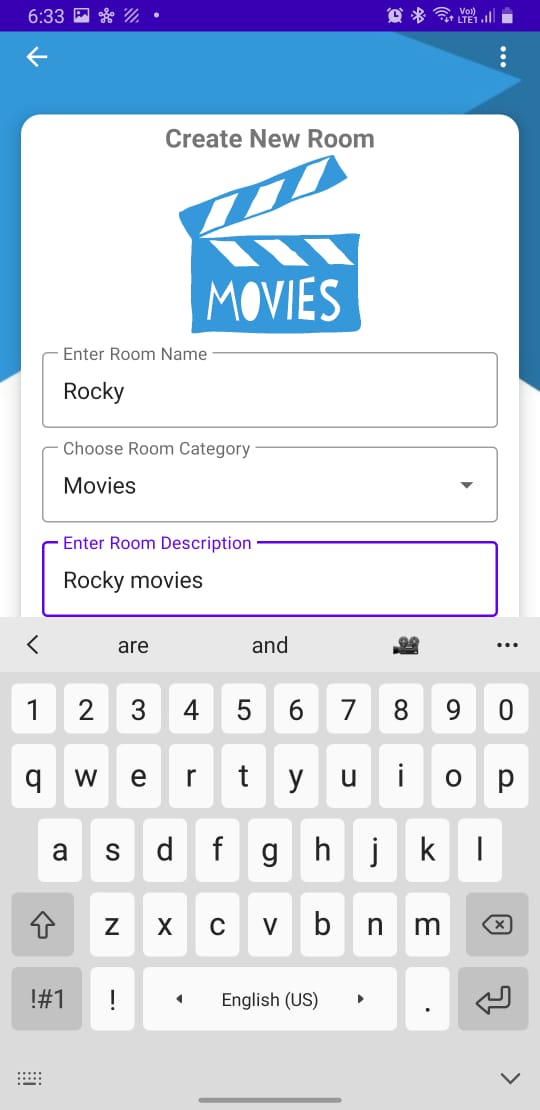 6:33 Vo)) LTE1
Create New Room
MOVIES
Enter Room Name
Rocky
Choose Room Category
Movies
Enter Room Description
Rocky movies
are and
1 2 3 4 5 6 7 8 9 0
q w e r t y u i o p
a s d f g h j k l
z x c v b n m
!#1 ! English (US) .